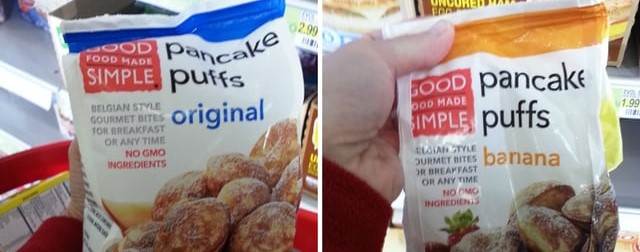 GOOD
FOOD MADE
SIMPLE
pancake
puffs
original
BELGIAN STYLE
GOURMET BITES
FOR BREAKFAST
OR ANY TIME
NO GMO
INGREDIENTS
2.99
UNCURED HAM
GOOD
FOOD MADE
SIMPLE
pancake
puffs
banana
BELGIAN STYLE
GOURMET BITES
OR BREAKFAST
OR ANY TIME
NO GMO
INGREDIENTS
1.99